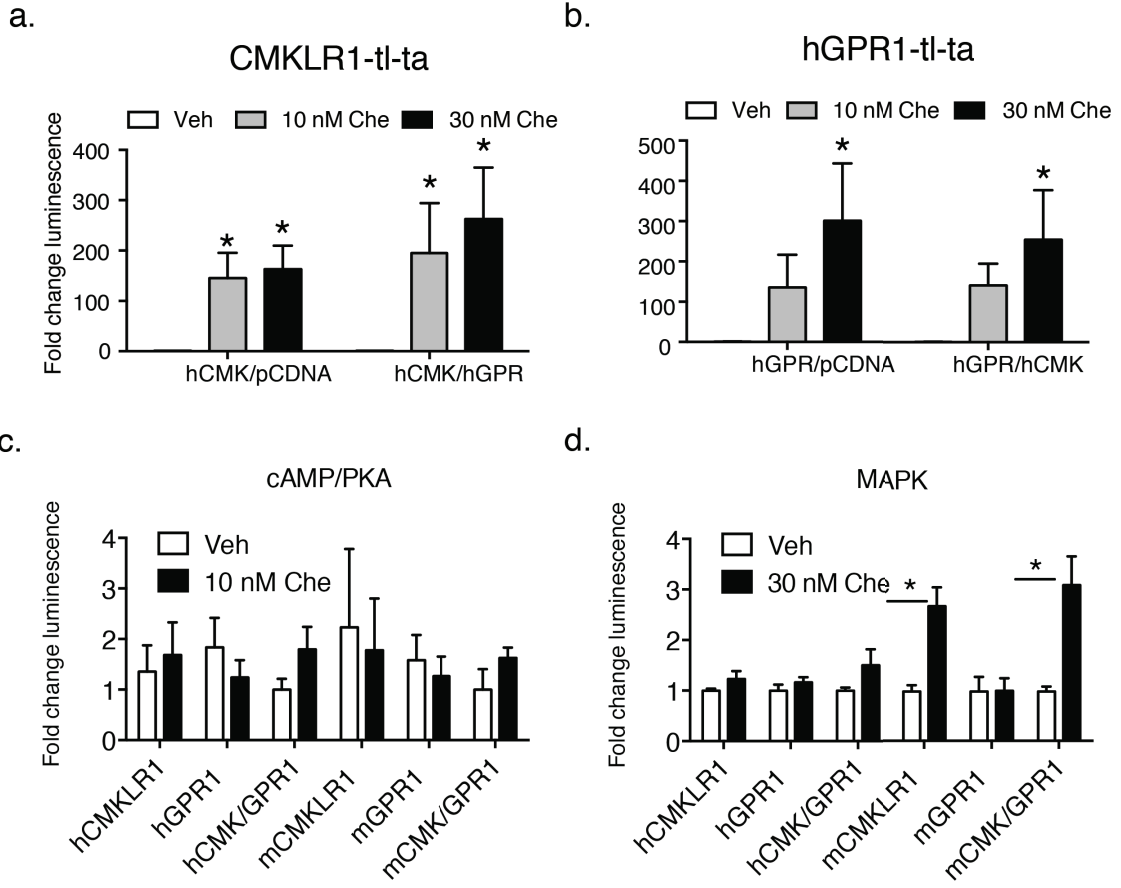 a.
CMKLR1-tl-ta
Veh 10 nM Che 30 nM Che
Fold change luminescence
400
300
200
100
0
* * * *
hCMK/pCDNA hCMK/hGPR
b.
hGPR1-tl-ta
Veh 10 nM Che 30 nM Che
500
400
300
200
100
0
* *
hGPR/pCDNA hGPR/hCMK
c.
cAMP/PKA
Fold change luminescence
Veh
10 nM Che
4
3
2
1
0
hCMKLR1
hGPR1
hCMK/GPR1
mCMKLR1
mGPR1
mCMK/GPR1
d.
MAPK
Fold change luminescence
Veh
30 nM Che
4
3
2
1
0
* *
hCMKLR1
hGPR1
hCMK/GPR1
mCMKLR1
mGPR1
mCMK/GPR1